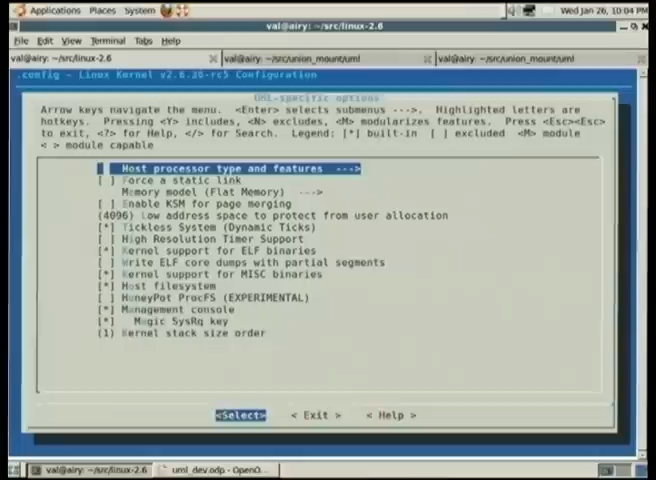 Applications Places System Wed Jan 26, 10:04 PM
val@airy: ~/src/linux-2.6
File Edit View Terminal Tabs Help
val@airy: ~/src/linux-2.6 val@airy: ~/src/union_mount/uml val@airy: ~/src/union_mount/uml
.config - Linux Kernel v2.6.36-rc5 Configuration
UML-specific options
Arrow keys navigate the menu. <Enter> selects submenus --->. Highlighted letters are
hotkeys. Pressing <Y> includes, <N> excludes, <M> modularizes features. Press <Esc><Esc>
to exit, <?> for Help, </> for Search. Legend: [*] built-in [ ] excluded <M> module
< > module capable
Host processor type and features --->
[ ] Force a static link
Memory model (Flat Memory) --->
[ ] Enable KSM for page merging
(4096) Low address space to protect from user allocation
[*] Tickless System (Dynamic Ticks)
[ ] High Resolution Timer Support
[*] Kernel support for ELF binaries
[ ] Write ELF core dumps with partial segments
[*] Kernel support for MISC binaries
[*] Host filesystem
[ ] HoneyPot ProcFS (EXPERIMENTAL)
[*] Management console
[*] Magic SysRq key
(1) Kernel stack size order
<Select> < Exit > < Help >
val@airy: ~/src/linux-2.6 uml_dev.odp - OpenO...